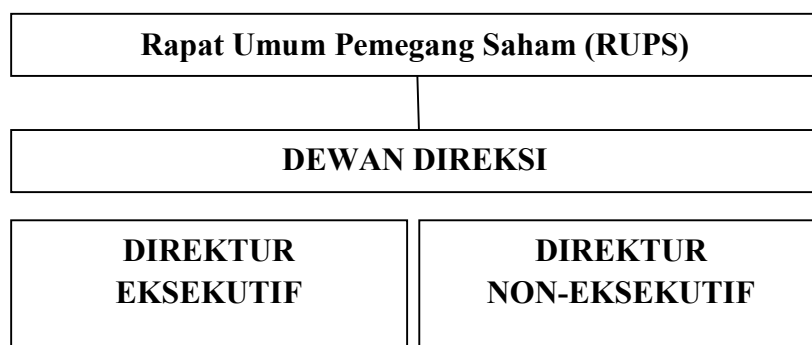 Rapat Umum Pemegang Saham (RUPS)
DEWAN DIREKSI
DIREKTUR
EKSEKUTIF
DIREKTUR
NON-EKSEKUTIF